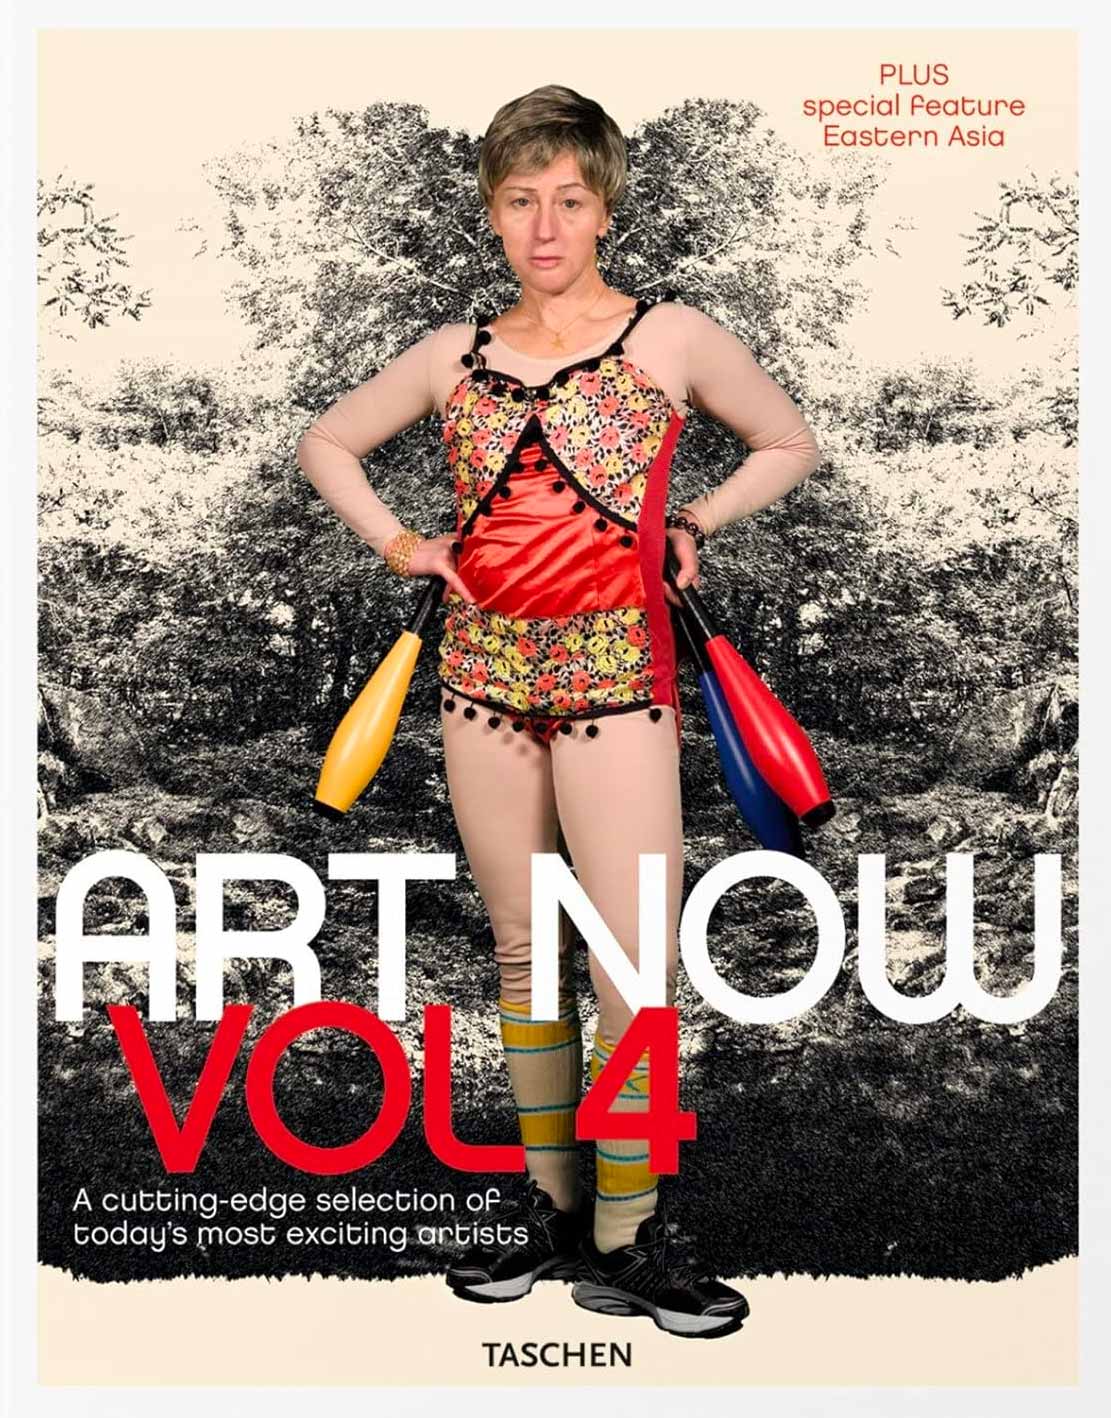 PLUS
special feature
Eastern Asia
ART NOW
VOL 4
A cutting-edge selection of
today's most exciting artists
TASCHEN